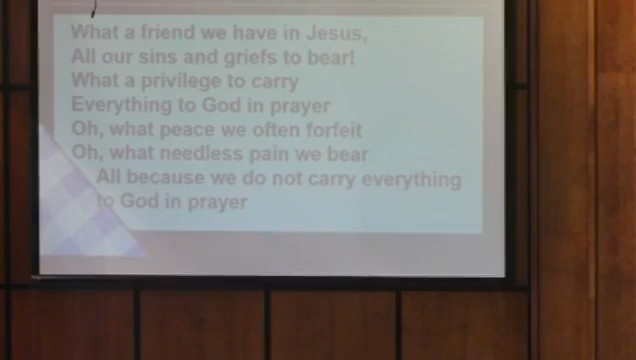 What a friend we have in Jesus,
All our sins and griefs to bear!
What a privilege to carry
Everything to God in prayer
Oh, what peace we often forfeit
Oh, what needless pain we bear
All because we do not carry everything
to God in prayer